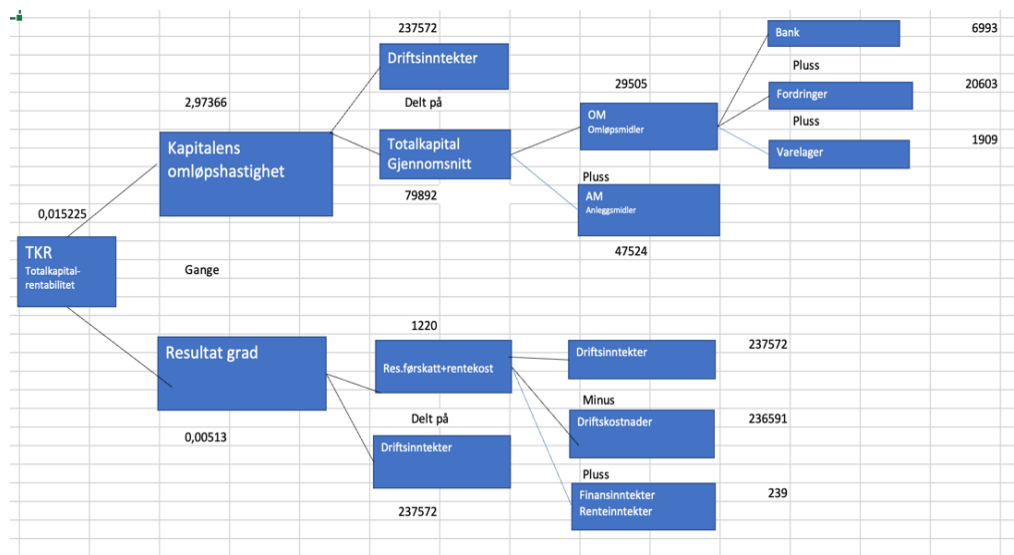 237572
Driftsinntekter
Bank
6993
Pluss
2,97366
Delt på
29505
Fordringer
20603
OM
Omløpsmidler
Pluss
Kapitalens
omløpshastighet
Totalkapital
Gjennomsnitt
Varelager
1909
Pluss
79892
AM
Anleggsmidler
0,015225
TKR
Totalkapital-
rentabilitet
Gange
47524
1220
Resultat grad
Res.førskatt+rentekost
Driftsinntekter
237572
Minus
Delt på
Driftskostnader
236591
0,00513
Driftsinntekter
Pluss
Finansinntekter
Renteinntekter
239
237572